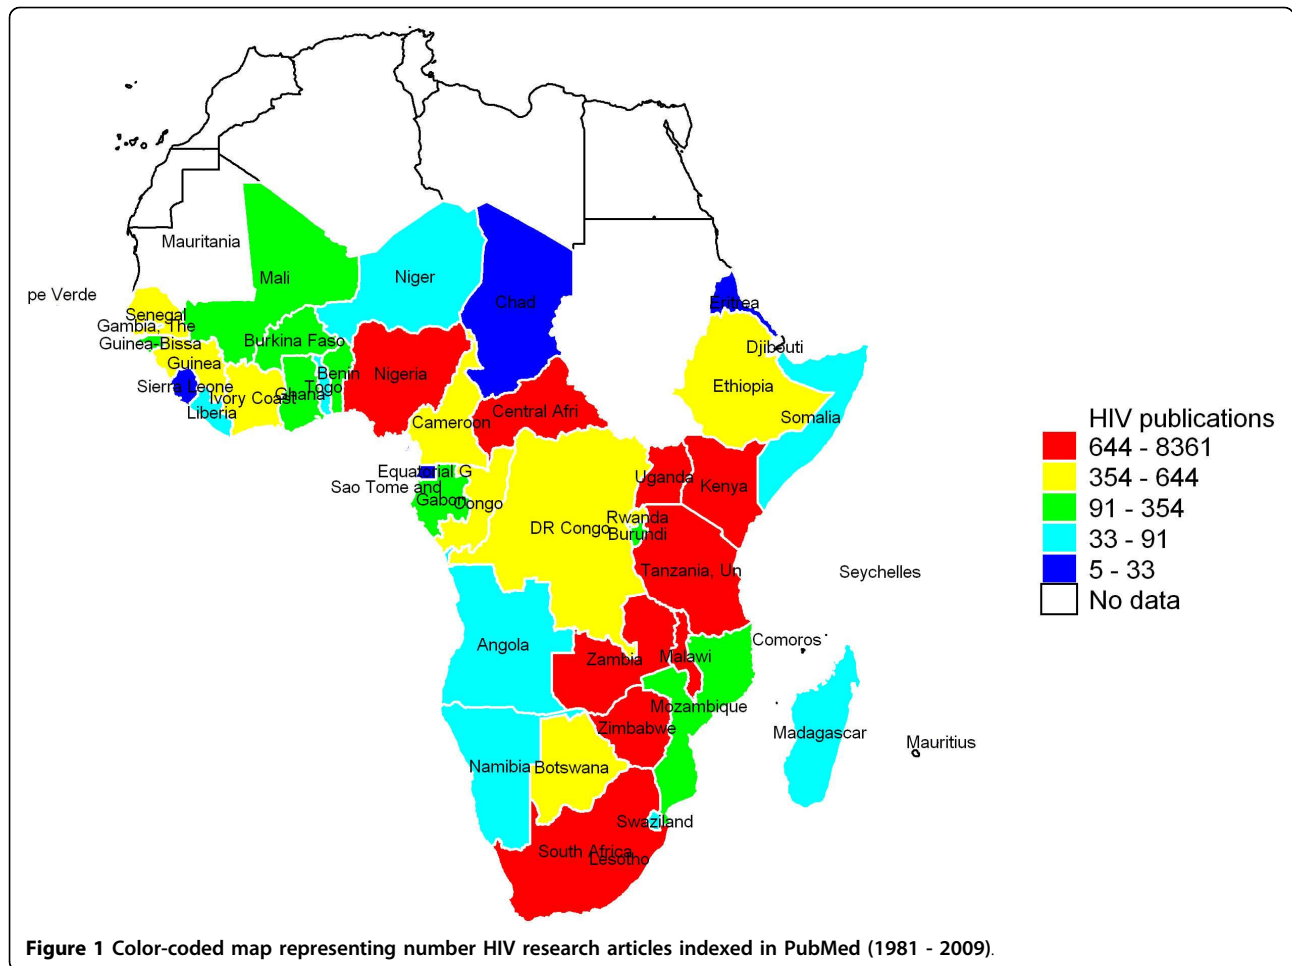 Mauritania
Mali
Niger
Chad
Eritrea
pe Verde
Senegal
Gambia, The
Guinea-Bissa
Burkina Faso
Djibouti
Guinea
Benin
Nigeria
Ethiopia
Sierra Leone
Togo
Ivory Coast
Ghana
Liberia
Central Afri
Cameroon
Somalia
Equatorial G
Sao Tome and
Gabon
Congo
Uganda
Kenya
Rwanda
DR Congo
Burundi
Tanzania, Un
Seychelles
Angola
Zambia
Malawi
Comoros
Mozambique
Zimbabwe
Madagascar
Mauritius
Namibia
Botswana
Swaziland
South Africa
Lesotho
HIV publications
644 - 8361
354 - 644
91 - 354
33 - 91
5 - 33
No data
Figure 1 Color-coded map representing number HIV research articles indexed in PubMed (1981 - 2009).